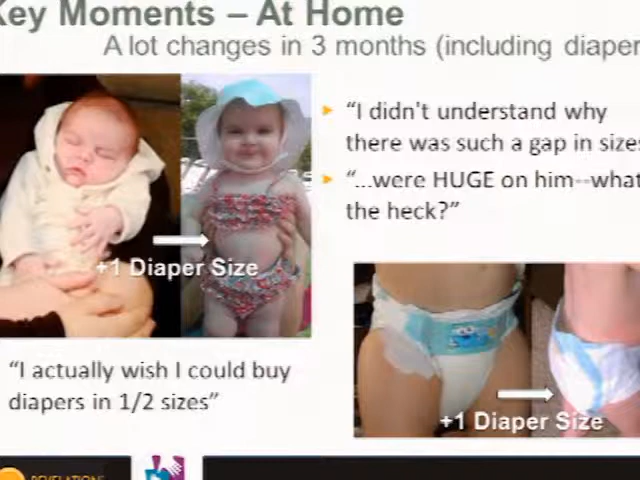 Key Moments – At Home
A lot changes in 3 months (including diaper
"I didn't understand why
there was such a gap in sizes
"...were HUGE on him--what
the heck?"
+1 Diaper Size
"I actually wish I could buy
diapers in 1/2 sizes"
+1 Diaper Size
REVELATION